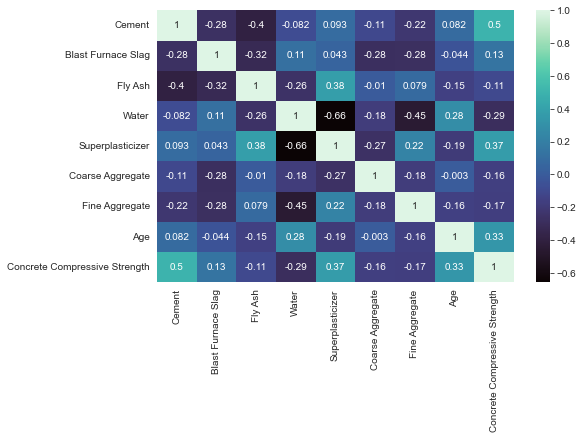 Cement 1 -0.28 -0.4 -0.082 0.093 -0.11 -0.22 0.082 0.5
Blast Furnace Slag -0.28 1 -0.32 0.11 0.043 -0.28 -0.28 -0.044 0.13
Fly Ash -0.4 -0.32 1 -0.26 0.38 -0.01 0.079 -0.15 -0.11
Water -0.082 0.11 -0.26 1 -0.66 -0.18 -0.45 0.28 -0.29
Superplasticizer 0.093 0.043 0.38 -0.66 1 -0.27 0.22 -0.19 0.37
Coarse Aggregate -0.11 -0.28 -0.01 -0.18 -0.27 1 -0.18 -0.003 -0.16
Fine Aggregate -0.22 -0.28 0.079 -0.45 0.22 -0.18 1 -0.16 -0.17
Age 0.082 -0.044 -0.15 0.28 -0.19 -0.003 -0.16 1 0.33
Concrete Compressive Strength 0.5 0.13 -0.11 -0.29 0.37 -0.16 -0.17 0.33 1
Cement
Blast Furnace Slag
Fly Ash
Water
Superplasticizer
Coarse Aggregate
Fine Aggregate
Age
Concrete Compressive Strength
1.0
0.8
0.6
0.4
0.2
0.0
-0.2
-0.4
-0.6